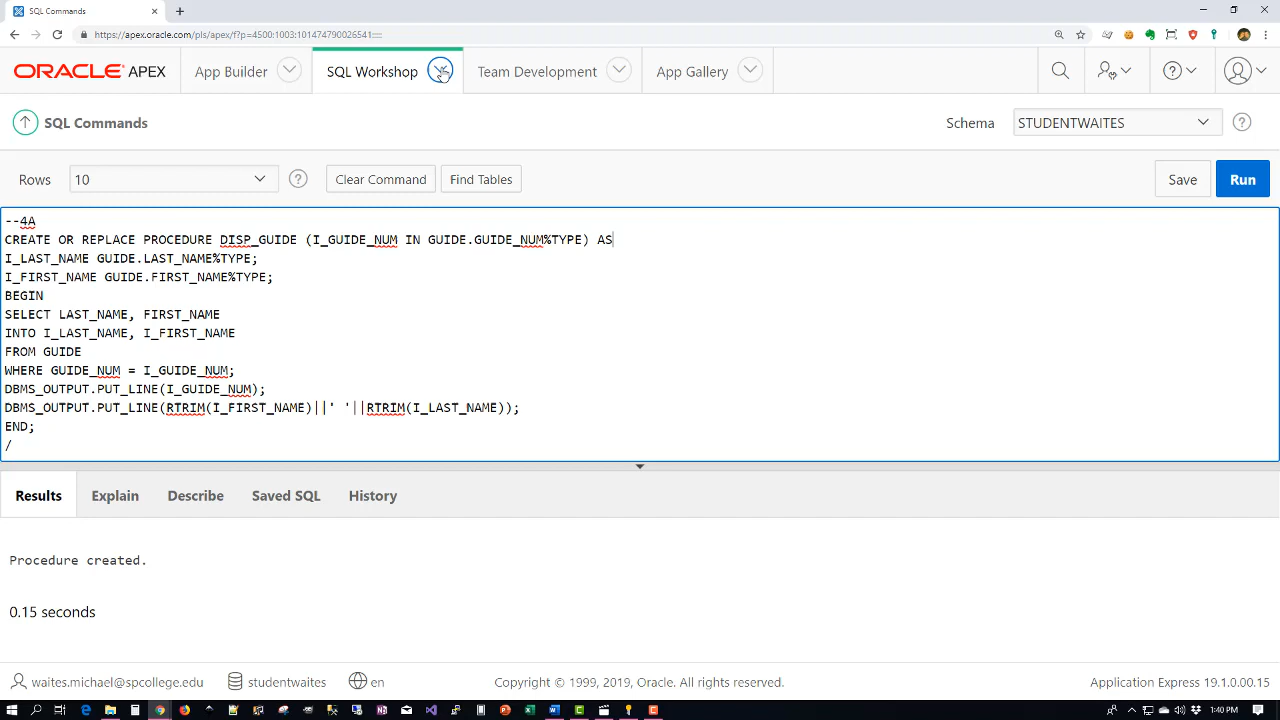 SQL Commands
https://apex.oracle.com/pls/apex/f?p=4500:1003:101474790026541:::::
ORACLE APEX
App Builder
SQL Workshop
Team Development
App Gallery
SQL Commands
Schema
STUDENTWAITES
Rows
10
Clear Command
Find Tables
Save
Run
--4A
CREATE OR REPLACE PROCEDURE DISP_GUIDE (I_GUIDE_NUM IN GUIDE.GUIDE_NUM%TYPE) AS
I_LAST_NAME GUIDE.LAST_NAME%TYPE;
I_FIRST_NAME GUIDE.FIRST_NAME%TYPE;
BEGIN
SELECT LAST_NAME, FIRST_NAME
INTO I_LAST_NAME, I_FIRST_NAME
FROM GUIDE
WHERE GUIDE_NUM = I_GUIDE_NUM;
DBMS_OUTPUT.PUT_LINE(I_GUIDE_NUM);
DBMS_OUTPUT.PUT_LINE(RTRIM(I_FIRST_NAME)||' '||RTRIM(I_LAST_NAME));
END;
/
Results
Explain
Describe
Saved SQL
History
Procedure created.
0.15 seconds
waites.michael@spcollege.edu
studentwaites
en
Copyright © 1999, 2019, Oracle. All rights reserved.
Application Express 19.1.0.00.15
1:40 PM